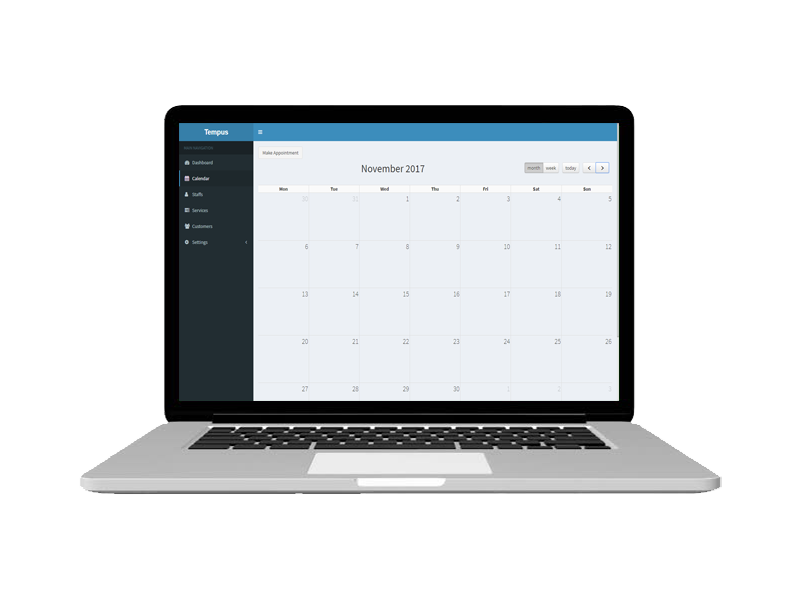 Tempus
MAIN NAVIGATION
Dashboard
Calendar
Staffs
Services
Customers
Settings
Make Appointment
November 2017
month week today
Mon Tue Wed Thu Fri Sat Sun
30 31 1 2 3 4 5
6 7 8 9 10 11 12
13 14 15 16 17 18 19
20 21 22 23 24 25 26
27 28 29 30 1 2 3